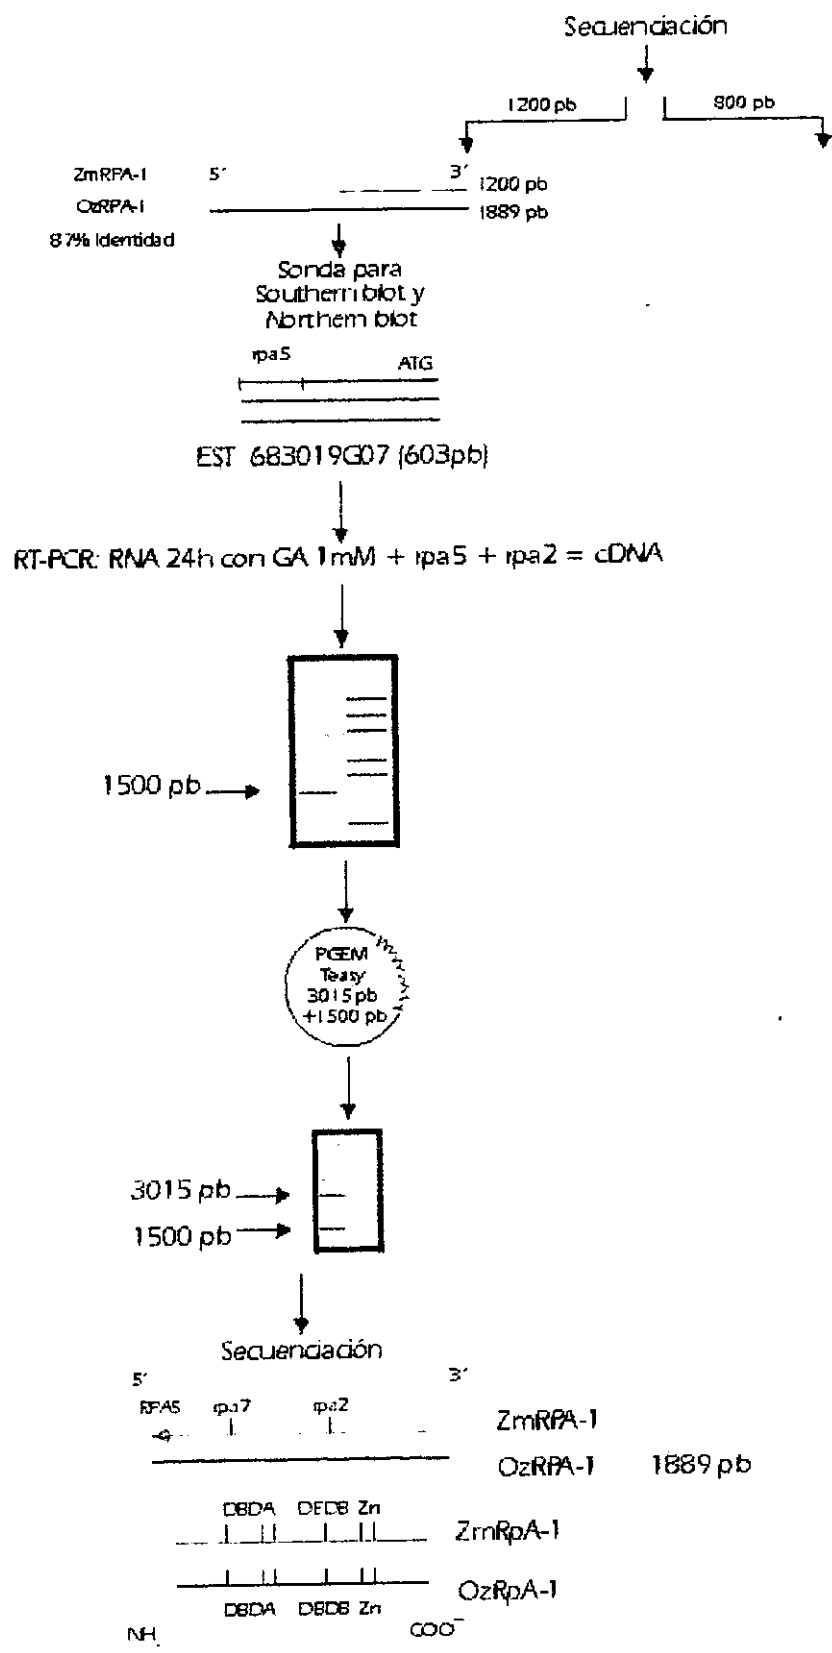 Secuenciación
1200 pb 800 pb
ZmRPA-1 5´ 3´ 1200 pb
OzRPA-1 1889 pb
87% Identidad
Sonda para
Southern blot y
Northern blot
rpa5 ATG
EST 683019G07 (603pb)
RT-PCR: RNA 24h con GA 1mM + rpa5 + rpa2 = cDNA
1500 pb
PGEM
Teasy
3015 pb
+1500 pb
3015 pb
1500 pb
Secuenciación
5´ 3´
RPA5 rpa7 rpa2 ZmRPA-1
OzRPA-1 1889 pb
DBDA DBDB Zn
ZmRpA-1
OzRpA-1
DBDA DBDB Zn
NH COO⁻